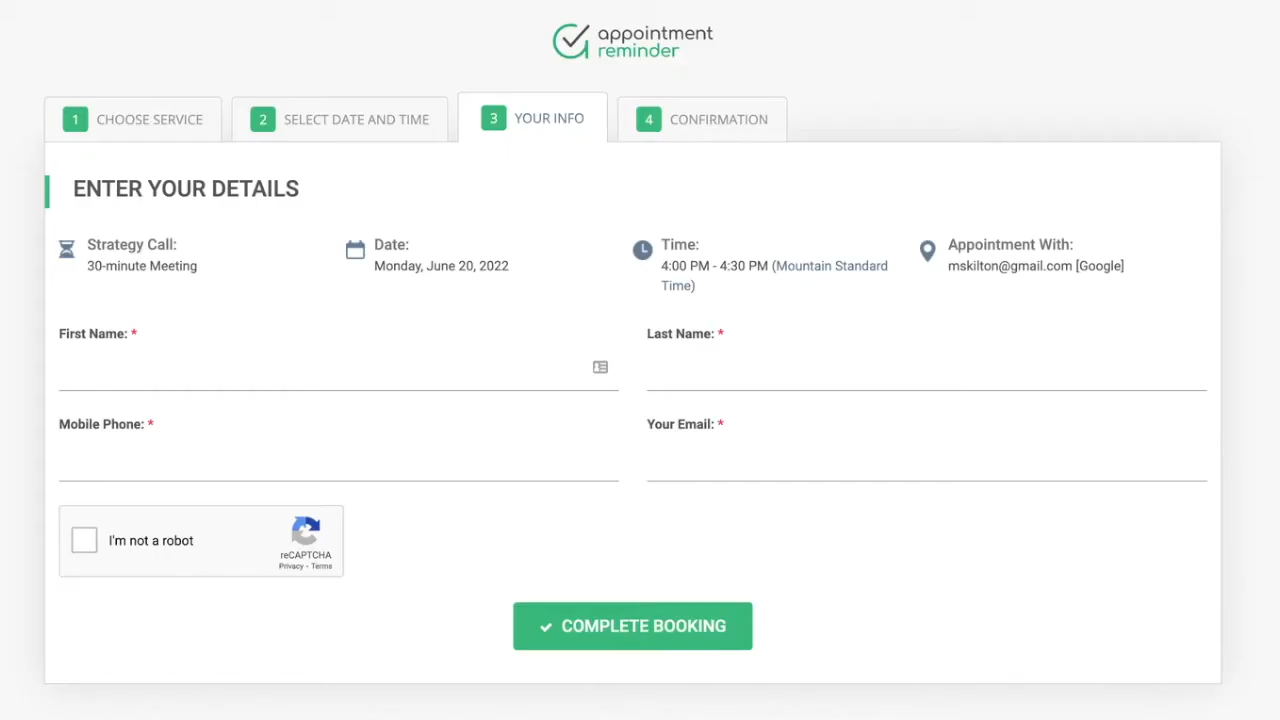 appointment
reminder
1 CHOOSE SERVICE
2 SELECT DATE AND TIME
3 YOUR INFO
4 CONFIRMATION
ENTER YOUR DETAILS
Strategy Call:
30-minute Meeting
Date:
Monday, June 20, 2022
Time:
4:00 PM - 4:30 PM (Mountain Standard
Time)
Appointment With:
mskilton@gmail.com [Google]
First Name: *
Last Name: *
Mobile Phone: *
Your Email: *
I'm not a robot
reCAPTCHA
Privacy - Terms
COMPLETE BOOKING